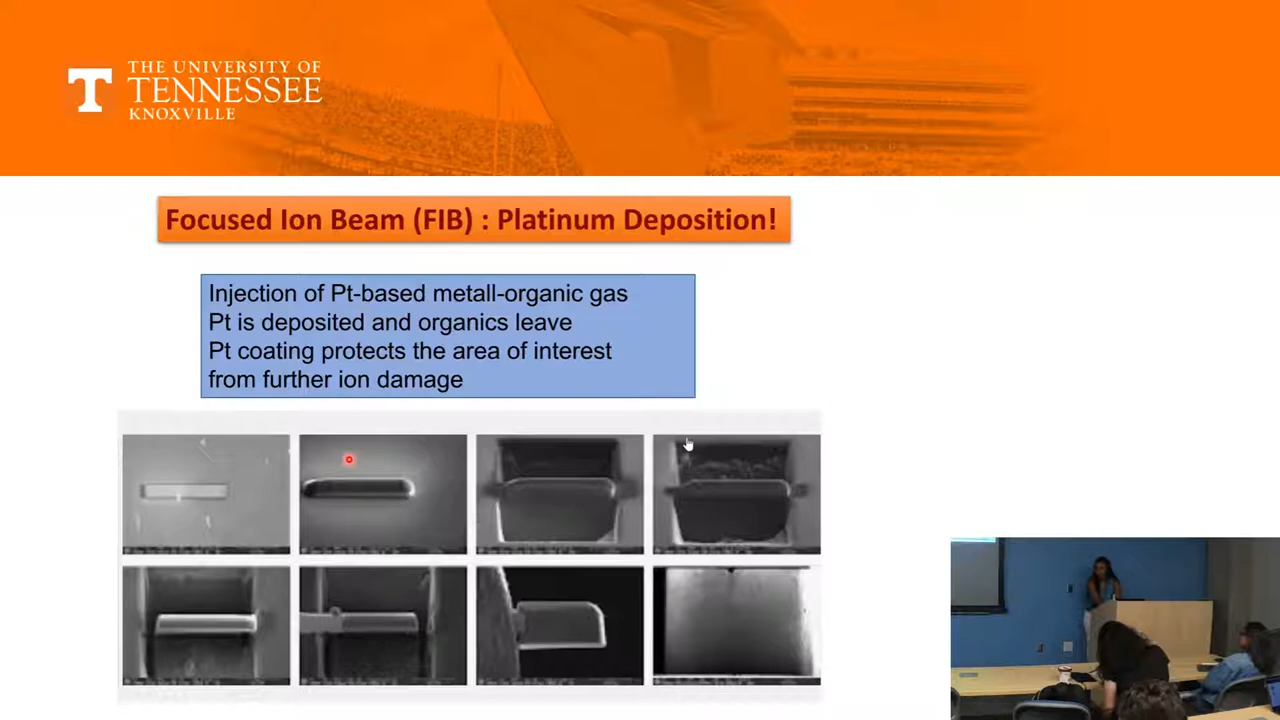 THE UNIVERSITY OF
TENNESSEE
KNOXVILLE
Focused Ion Beam (FIB) : Platinum Deposition!
Injection of Pt-based metall-organic gas
Pt is deposited and organics leave
Pt coating protects the area of interest
from further ion damage